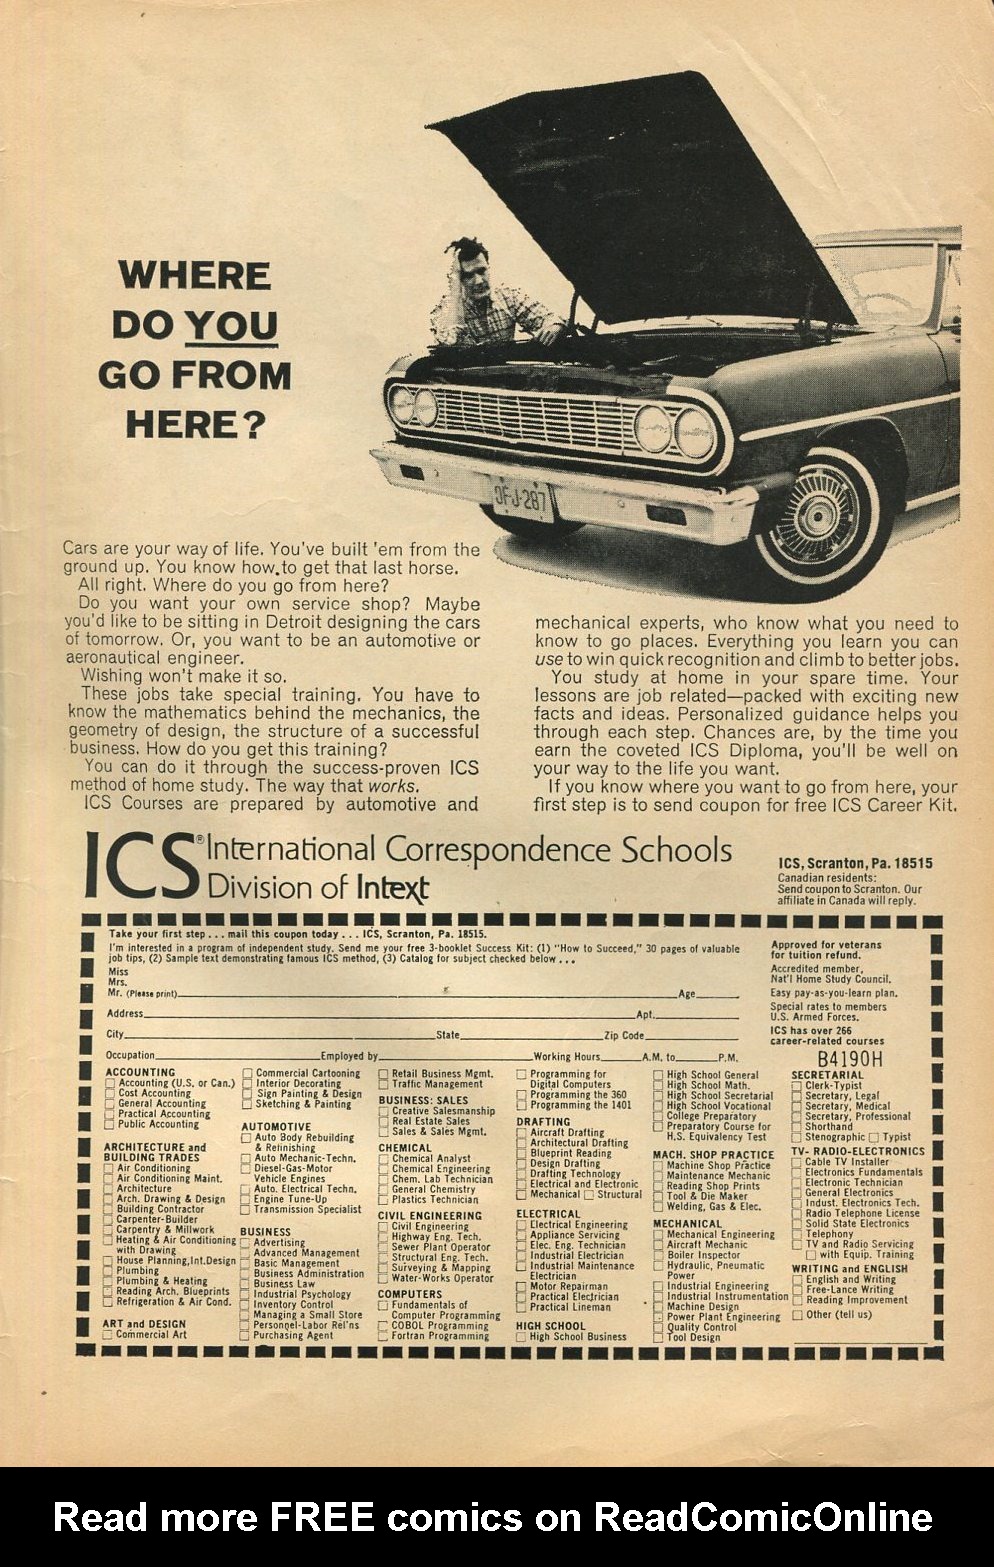 WHERE
DO YOU
GO FROM
HERE?
OFJ-287
Cars are your way of life. You've built 'em from the
ground up. You know how to get that last horse.
All right. Where do you go from here?
Do you want your own service shop? Maybe
you'd like to be sitting in Detroit designing the cars
of tomorrow. Or, you want to be an automotive or
aeronautical engineer.
Wishing won't make it so.
These jobs take special training. You have to
know the mathematics behind the mechanics, the
geometry of design, the structure of a successful
business. How do you get this training?
You can do it through the success-proven ICS
method of home study. The way that works.
ICS Courses are prepared by automotive and
mechanical experts, who know what you need to
know to go places. Everything you learn you can
use to win quick recognition and climb to better jobs.
You study at home in your spare time. Your
lessons are job related—packed with exciting new
facts and ideas. Personalized guidance helps you
through each step. Chances are, by the time you
earn the coveted ICS Diploma, you'll be well on
your way to the life you want.
If you know where you want to go from here, your
first step is to send coupon for free ICS Career Kit.
ICS® International Correspondence Schools
Division of Intext
ICS, Scranton, Pa. 18515
Canadian residents:
Send coupon to Scranton. Our
affiliate in Canada will reply.
Take your first step . . . mail this coupon today . . . ICS, Scranton, Pa. 18515.
I'm interested in a program of independent study. Send me your free 3-booklet Success Kit: (1) "How to Succeed," 30 pages of valuable
job tips, (2) Sample text demonstrating famous ICS method, (3) Catalog for subject checked below . . .
Miss
Mrs.
Mr. (Please print) Age
Address Apt.
City State Zip Code
Occupation Employed by Working Hours A.M. to P.M.
Approved for veterans
for tuition refund.
Accredited member,
Nat'l Home Study Council.
Easy pay-as-you-learn plan.
Special rates to members
U.S. Armed Forces.
ICS has over 266
career-related courses
B4190H
ACCOUNTING
Accounting (U.S. or Can.)
Cost Accounting
General Accounting
Practical Accounting
Public Accounting
ARCHITECTURE and
BUILDING TRADES
Air Conditioning
Air Conditioning Maint.
Architecture
Arch. Drawing & Design
Building Contractor
Carpenter-Builder
Carpentry & Millwork
Heating & Air Conditioning
with Drawing
House Planning, Int. Design
Plumbing
Plumbing & Heating
Reading Arch. Blueprints
Refrigeration & Air Cond.
ART and DESIGN
Commercial Art
Commercial Cartooning
Interior Decorating
Sign Painting & Design
Sketching & Painting
AUTOMOTIVE
Auto Body Rebuilding
& Refinishing
Auto Mechanic-Techn.
Diesel-Gas-Motor
Vehicle Engines
Auto. Electrical Techn.
Engine Tune-Up
Transmission Specialist
BUSINESS
Advertising
Advanced Management
Basic Management
Business Administration
Business Law
Industrial Psychology
Inventory Control
Managing a Small Store
Personnel-Labor Rel'ns
Purchasing Agent
Retail Business Mgmt.
Traffic Management
BUSINESS: SALES
Creative Salesmanship
Real Estate Sales
Sales & Sales Mgmt.
CHEMICAL
Chemical Analyst
Chemical Engineering
Chem. Lab Technician
General Chemistry
Plastics Technician
CIVIL ENGINEERING
Civil Engineering
Highway Eng. Tech.
Sewer Plant Operator
Structural Eng. Tech.
Surveying & Mapping
Water-Works Operator
COMPUTERS
Fundamentals of
Computer Programming
COBOL Programming
Fortran Programming
Programming for
Digital Computers
Programming the 360
Programming the 1401
DRAFTING
Aircraft Drafting
Architectural Drafting
Blueprint Reading
Design Drafting
Drafting Technology
Electrical and Electronic
Mechanical Structural
ELECTRICAL
Electrical Engineering
Appliance Servicing
Elec. Eng. Technician
Industrial Electrician
Industrial Maintenance
Electrician
Motor Repairman
Practical Electrician
Practical Lineman
HIGH SCHOOL
High School Business
High School General
High School Math.
High School Secretarial
High School Vocational
College Preparatory
Preparatory Course for
H.S. Equivalency Test
MACH. SHOP PRACTICE
Machine Shop Practice
Maintenance Mechanic
Reading Shop Prints
Tool & Die Maker
Welding, Gas & Elec.
MECHANICAL
Mechanical Engineering
Aircraft Mechanic
Boiler Inspector
Hydraulic, Pneumatic
Power
Industrial Engineering
Industrial Instrumentation
Machine Design
Power Plant Engineering
Quality Control
Tool Design
SECRETARIAL
Clerk-Typist
Secretary, Legal
Secretary, Medical
Secretary, Professional
Shorthand
Stenographic Typist
TV- RADIO-ELECTRONICS
Cable TV Installer
Electronics Fundamentals
Electronic Technician
General Electronics
Indust. Electronics Tech.
Radio Telephone License
Solid State Electronics
Telephony
TV and Radio Servicing
with Equip. Training
WRITING and ENGLISH
English and Writing
Free-Lance Writing
Reading Improvement
Other (tell us)
Read more FREE comics on ReadComicOnline